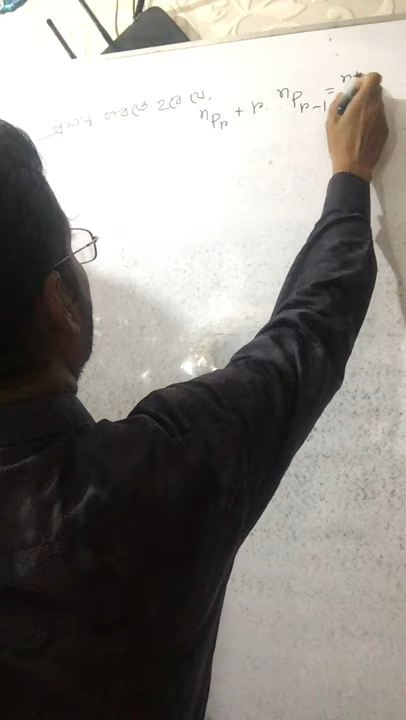 প্রমাণ করতে হবে যে, ⁿPᵣ + r. ⁿPᵣ₋₁ = ⁿ⁺